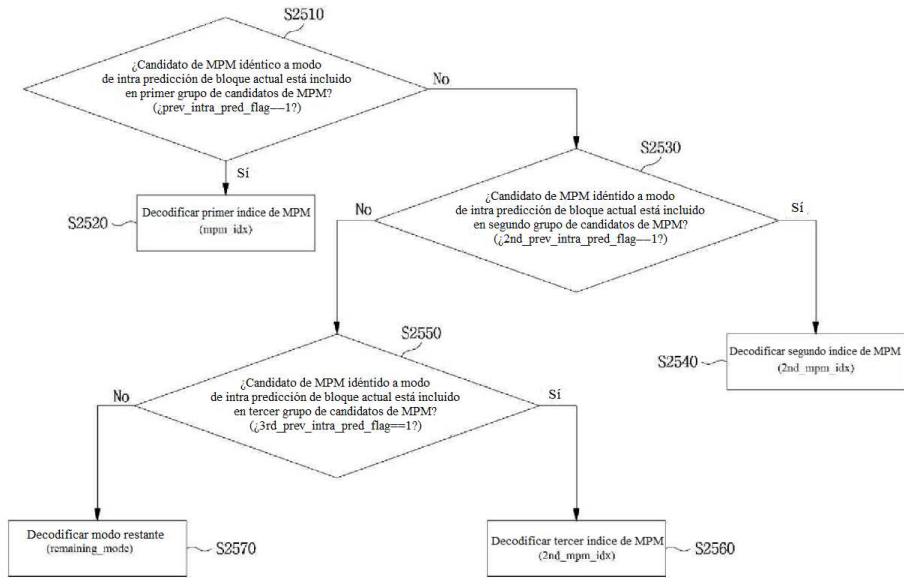 S2510
¿Candidato de MPM idéntico a modo
de intra predicción de bloque actual está incluido
en primer grupo de candidatos de MPM?
(¿prev_intra_pred_flag==1?)
No
Sí
S2520
Decodificar primer índice de MPM
(mpm_idx)
S2530
¿Candidato de MPM idéntido a modo
de intra predicción de bloque actual está incluido
en segundo grupo de candidatos de MPM?
(¿2nd_prev_intra_pred_flag==1?)
No
Sí
S2540
Decodificar segundo índice de MPM
(2nd_mpm_idx)
S2550
¿Candidato de MPM idéntido a modo
de intra predicción de bloque actual está incluido
en tercer grupo de candidatos de MPM?
(¿3rd_prev_intra_pred_flag==1?)
No
Sí
Decodificar modo restante
(remaining_mode)
S2570
Decodificar tercer índice de MPM
(2nd_mpm_idx)
S2560